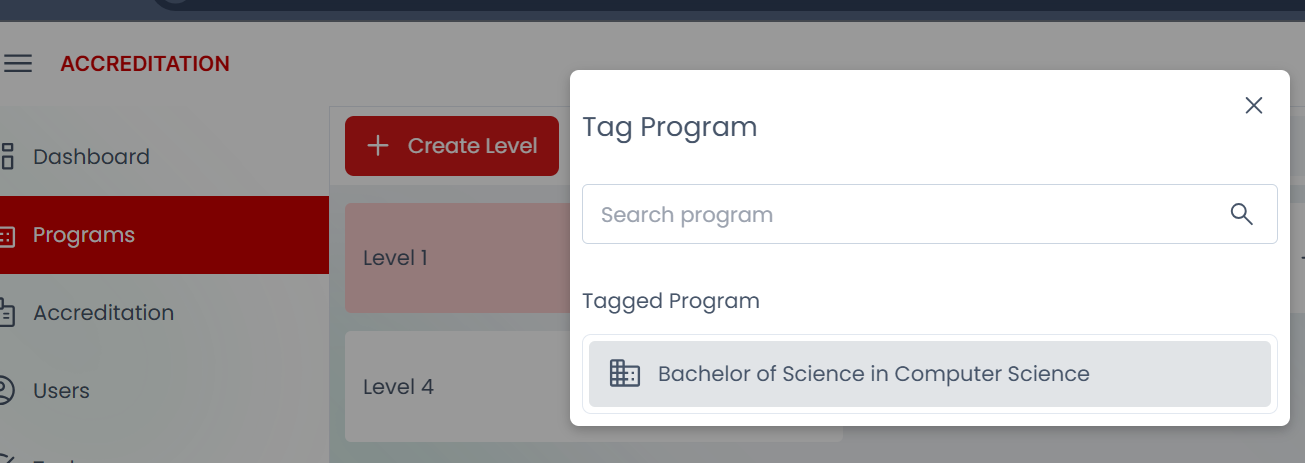 ACCREDITATION
Dashboard
Programs
Accreditation
Users
Create Level
Level 1
Level 4
Tag Program
Search program
Tagged Program
Bachelor of Science in Computer Science